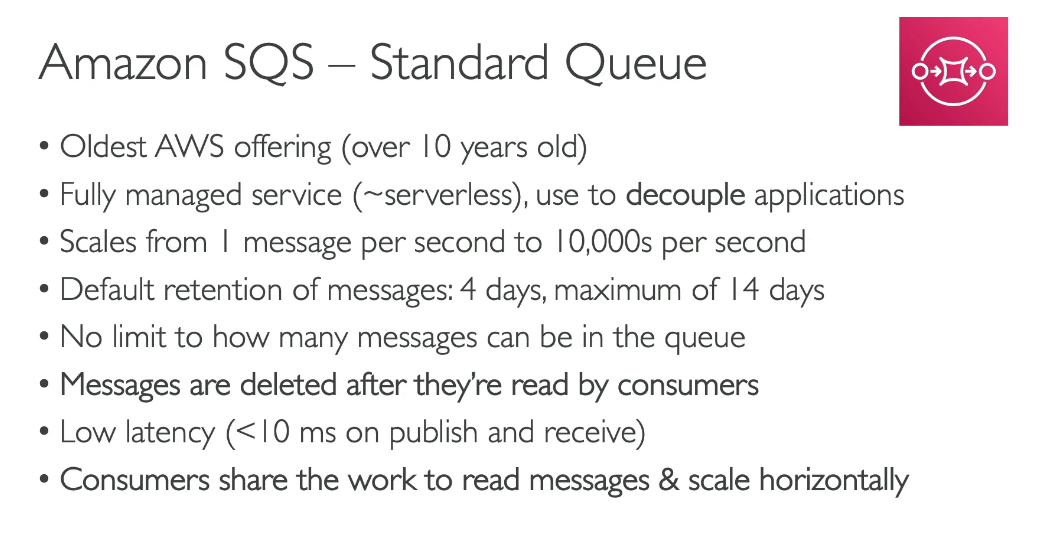 Amazon SQS – Standard Queue
• Oldest AWS offering (over 10 years old)
• Fully managed service (~serverless), use to decouple applications
• Scales from 1 message per second to 10,000s per second
• Default retention of messages: 4 days, maximum of 14 days
• No limit to how many messages can be in the queue
• Messages are deleted after they’re read by consumers
• Low latency (<10 ms on publish and receive)
• Consumers share the work to read messages & scale horizontally